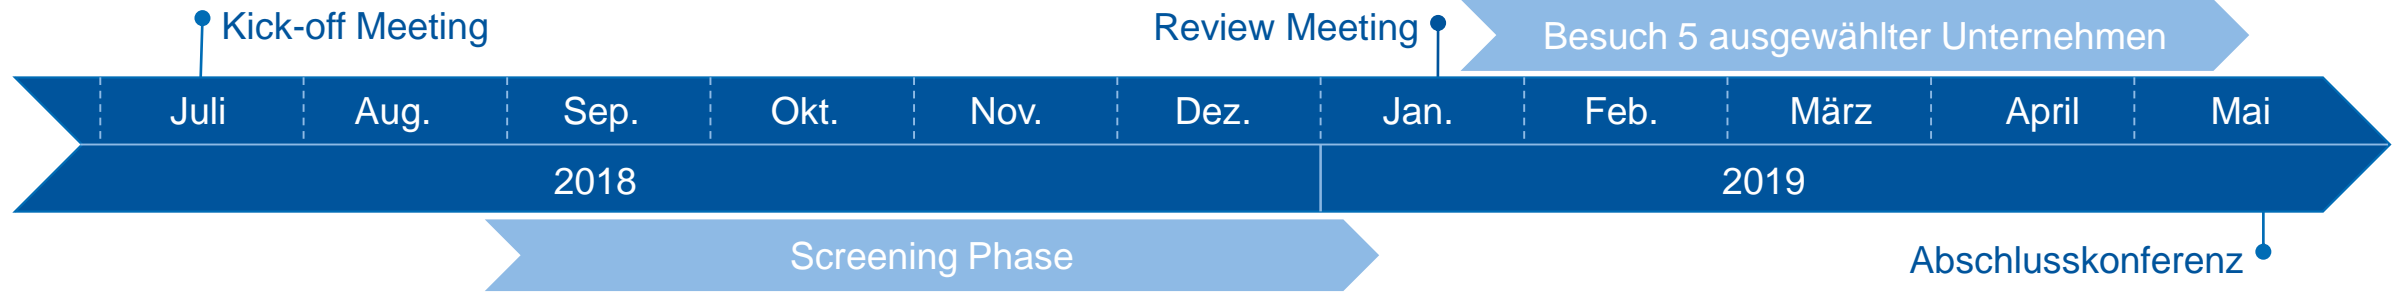 Kick-off Meeting
Review Meeting
Besuch 5 ausgewählter Unternehmen
Juli Aug. Sep. Okt. Nov. Dez. Jan. Feb. März April Mai
2018 2019
Screening Phase
Abschlusskonferenz